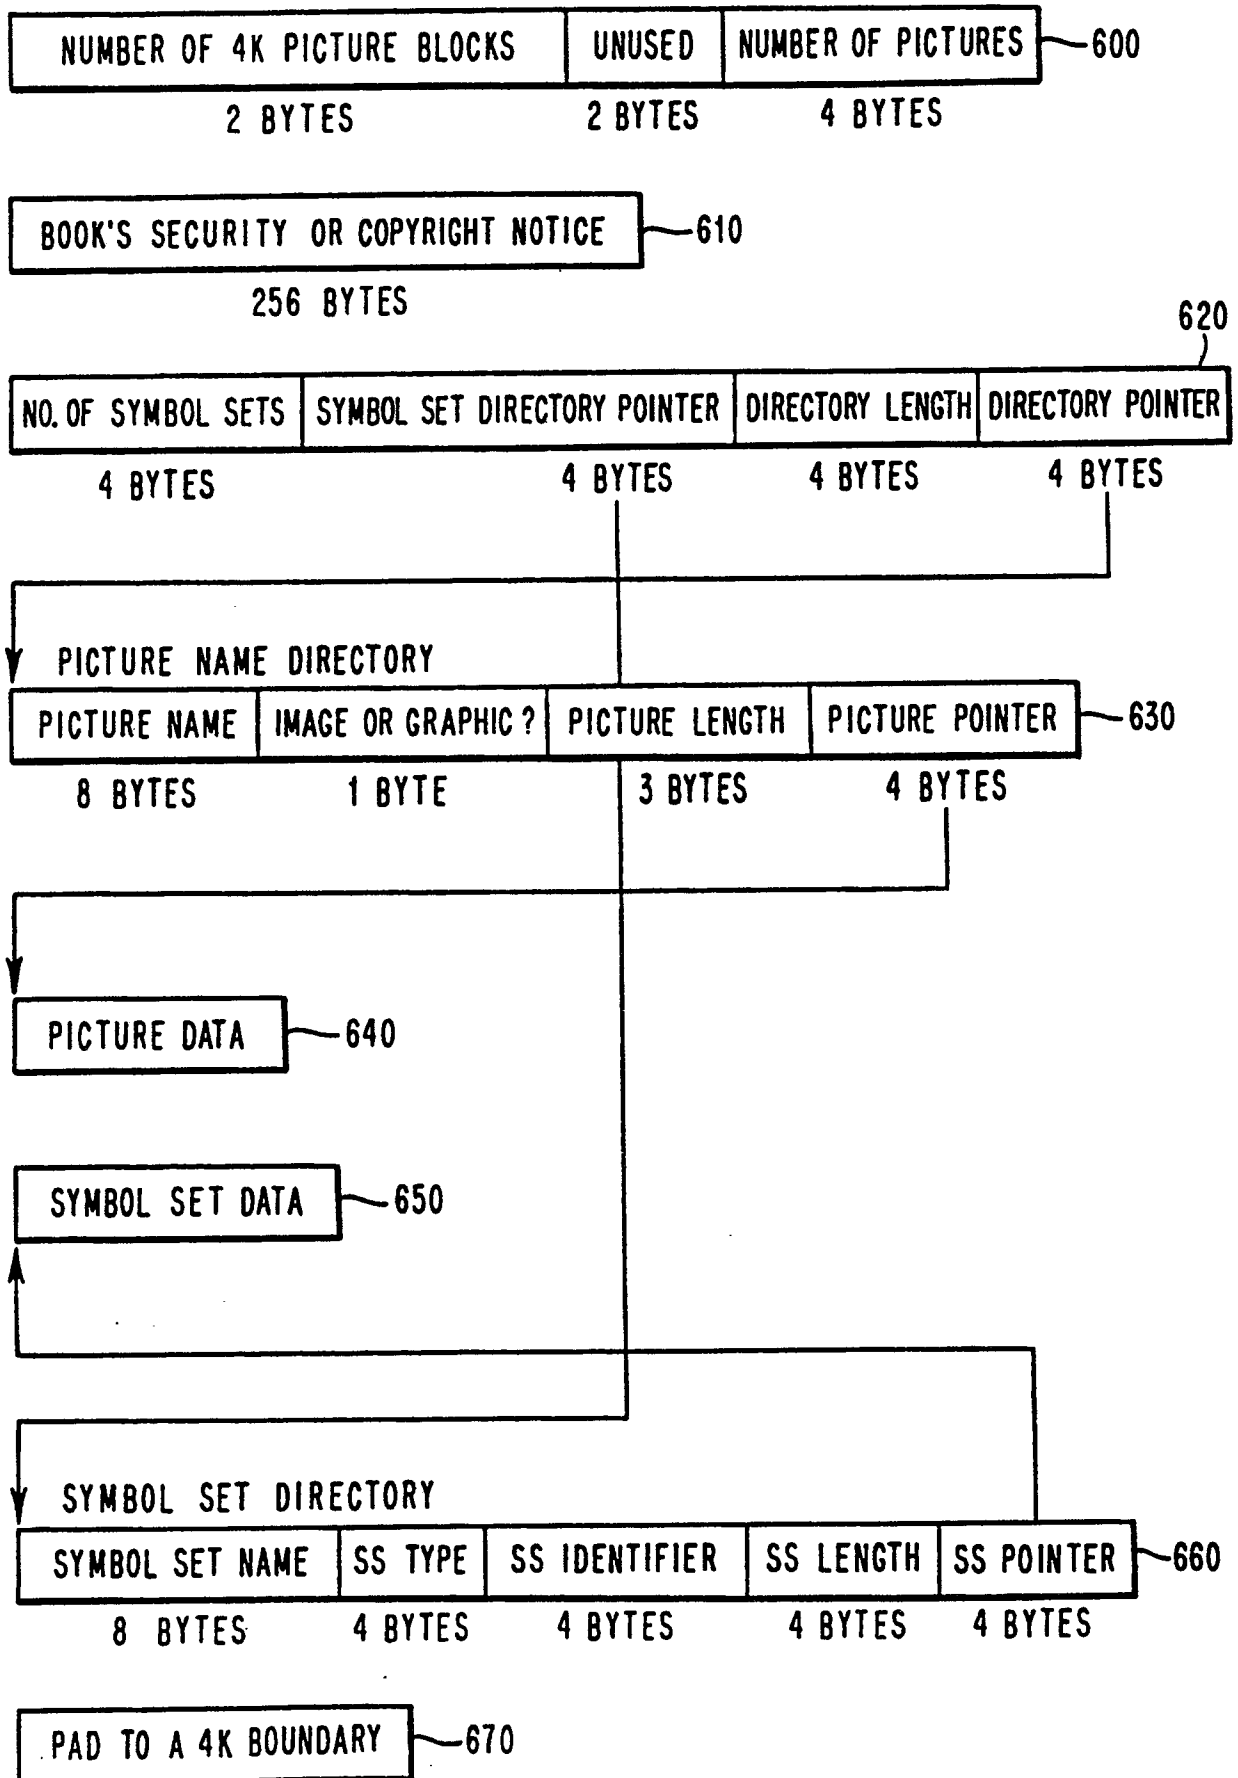 NUMBER OF 4K PICTURE BLOCKS UNUSED NUMBER OF PICTURES 600
2 BYTES 2 BYTES 4 BYTES
BOOK'S SECURITY OR COPYRIGHT NOTICE 610
256 BYTES
620
NO. OF SYMBOL SETS SYMBOL SET DIRECTORY POINTER DIRECTORY LENGTH DIRECTORY POINTER
4 BYTES 4 BYTES 4 BYTES 4 BYTES
PICTURE NAME DIRECTORY
PICTURE NAME IMAGE OR GRAPHIC ? PICTURE LENGTH PICTURE POINTER 630
8 BYTES 1 BYTE 3 BYTES 4 BYTES
PICTURE DATA 640
SYMBOL SET DATA 650
SYMBOL SET DIRECTORY
SYMBOL SET NAME SS TYPE SS IDENTIFIER SS LENGTH SS POINTER 660
8 BYTES 4 BYTES 4 BYTES 4 BYTES 4 BYTES
PAD TO A 4K BOUNDARY 670